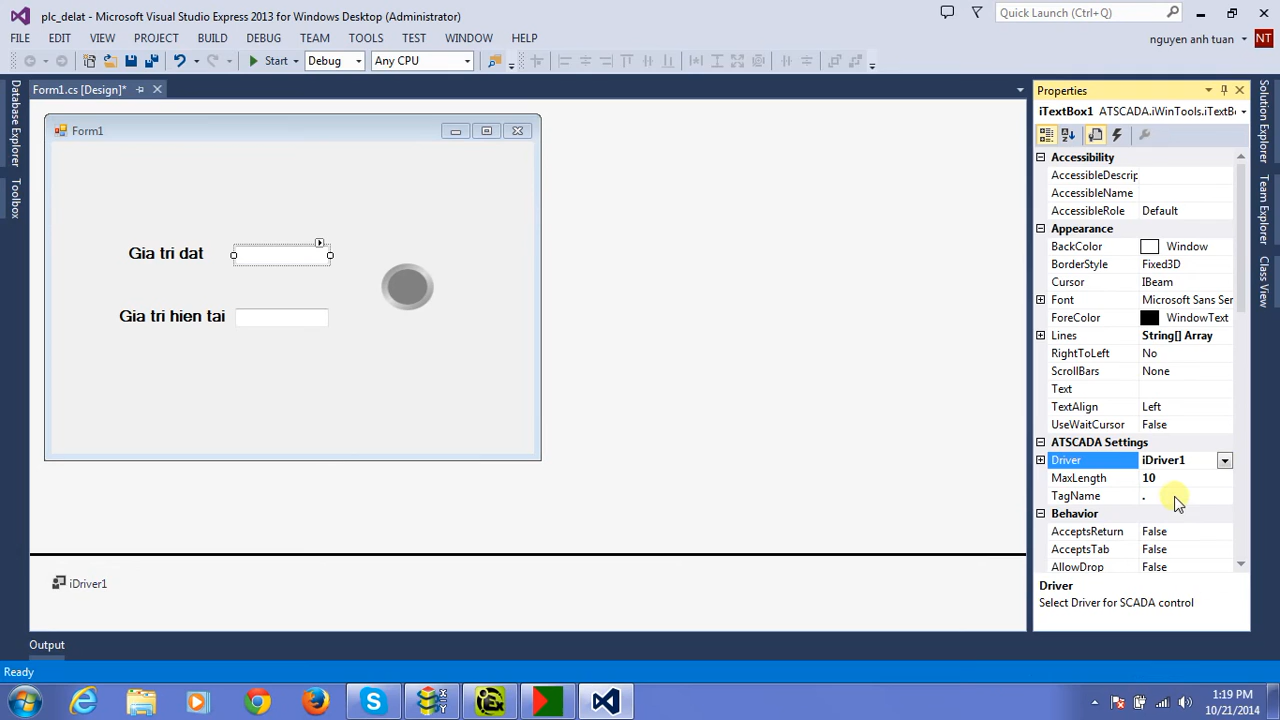 plc_delat - Microsoft Visual Studio Express 2013 for Windows Desktop (Administrator)
Quick Launch (Ctrl+Q)
FILE EDIT VIEW PROJECT BUILD DEBUG TEAM TOOLS TEST WINDOW HELP
nguyen anh tuan NT
Start Debug Any CPU
Form1.cs [Design]*
Database Explorer
Toolbox
Form1
Gia tri dat
Gia tri hien tai
iDriver1
Properties
iTextBox1 ATSCADA.iWinTools.iTextB
Accessibility
AccessibleDescrip
AccessibleName
AccessibleRole Default
Appearance
BackColor Window
BorderStyle Fixed3D
Cursor IBeam
Font Microsoft Sans Ser
ForeColor WindowText
Lines String[] Array
RightToLeft No
ScrollBars None
Text
TextAlign Left
UseWaitCursor False
ATSCADA Settings
Driver iDriver1
MaxLength 10
TagName .
Behavior
AcceptsReturn False
AcceptsTab False
AllowDrop False
Driver
Select Driver for SCADA control
Solution Explorer
Team Explorer
Class View
Output
Ready
1:19 PM
10/21/2014